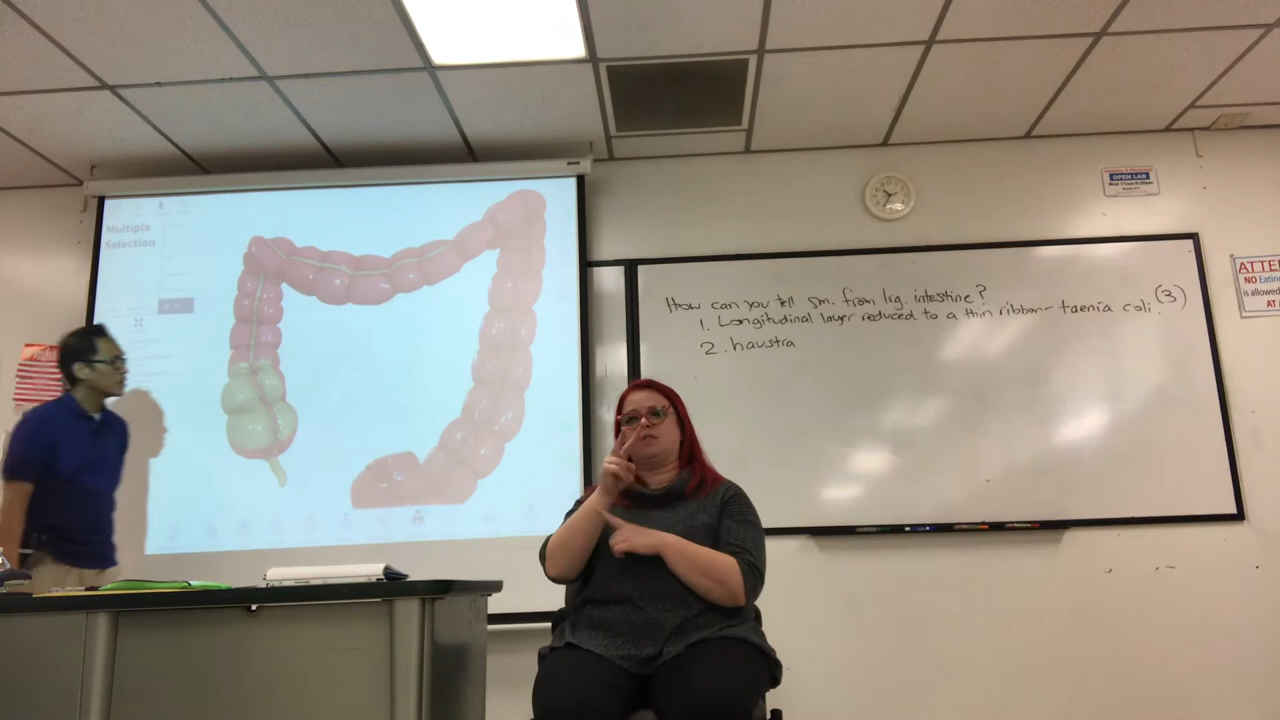 Multiple
Selection
OPEN LAB
How can you tell sm. from lrg. intestine?
1. Longitudinal layer reduced to a thin ribbon - taenia coli. (3)
2. haustra
ATTE
NO Eatin
is allowed
AT